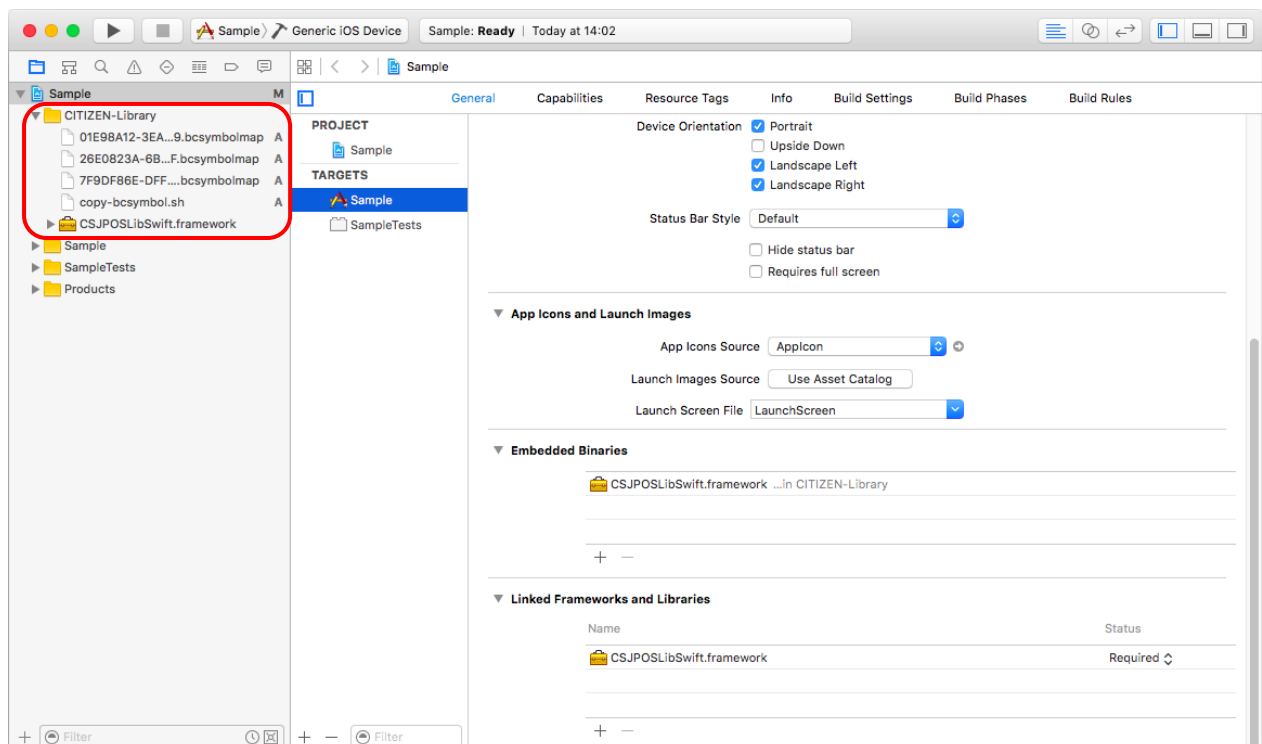 Sample Generic iOS Device Sample: Ready | Today at 14:02
Sample
Sample M
CITIZEN-Library
01E98A12-3EA...9.bcsymbolmap A
26E0823A-6B...F.bcsymbolmap A
7F9DF86E-DFF....bcsymbolmap A
copy-bcsymbol.sh A
CSJPOSLibSwift.framework
Sample
SampleTests
Products
Filter
PROJECT
Sample
TARGETS
Sample
SampleTests
Filter
General Capabilities Resource Tags Info Build Settings Build Phases Build Rules
Device Orientation Portrait
Upside Down
Landscape Left
Landscape Right
Status Bar Style Default
Hide status bar
Requires full screen
App Icons and Launch Images
App Icons Source AppIcon
Launch Images Source Use Asset Catalog
Launch Screen File LaunchScreen
Embedded Binaries
CSJPOSLibSwift.framework ...in CITIZEN-Library
Linked Frameworks and Libraries
Name Status
CSJPOSLibSwift.framework Required